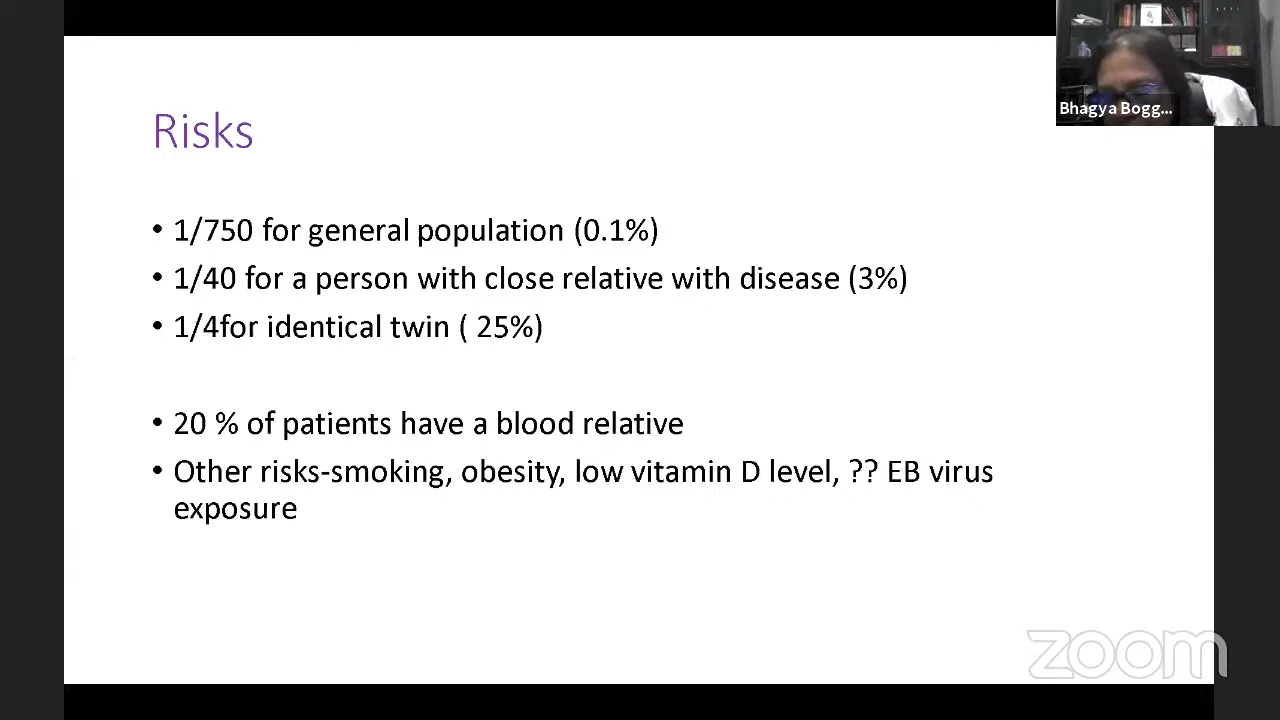 Bhagya Bogg...
Risks
• 1/750 for general population (0.1%)
• 1/40 for a person with close relative with disease (3%)
• 1/4for identical twin ( 25%)
• 20 % of patients have a blood relative
• Other risks-smoking, obesity, low vitamin D level, ?? EB virus
exposure
zoom